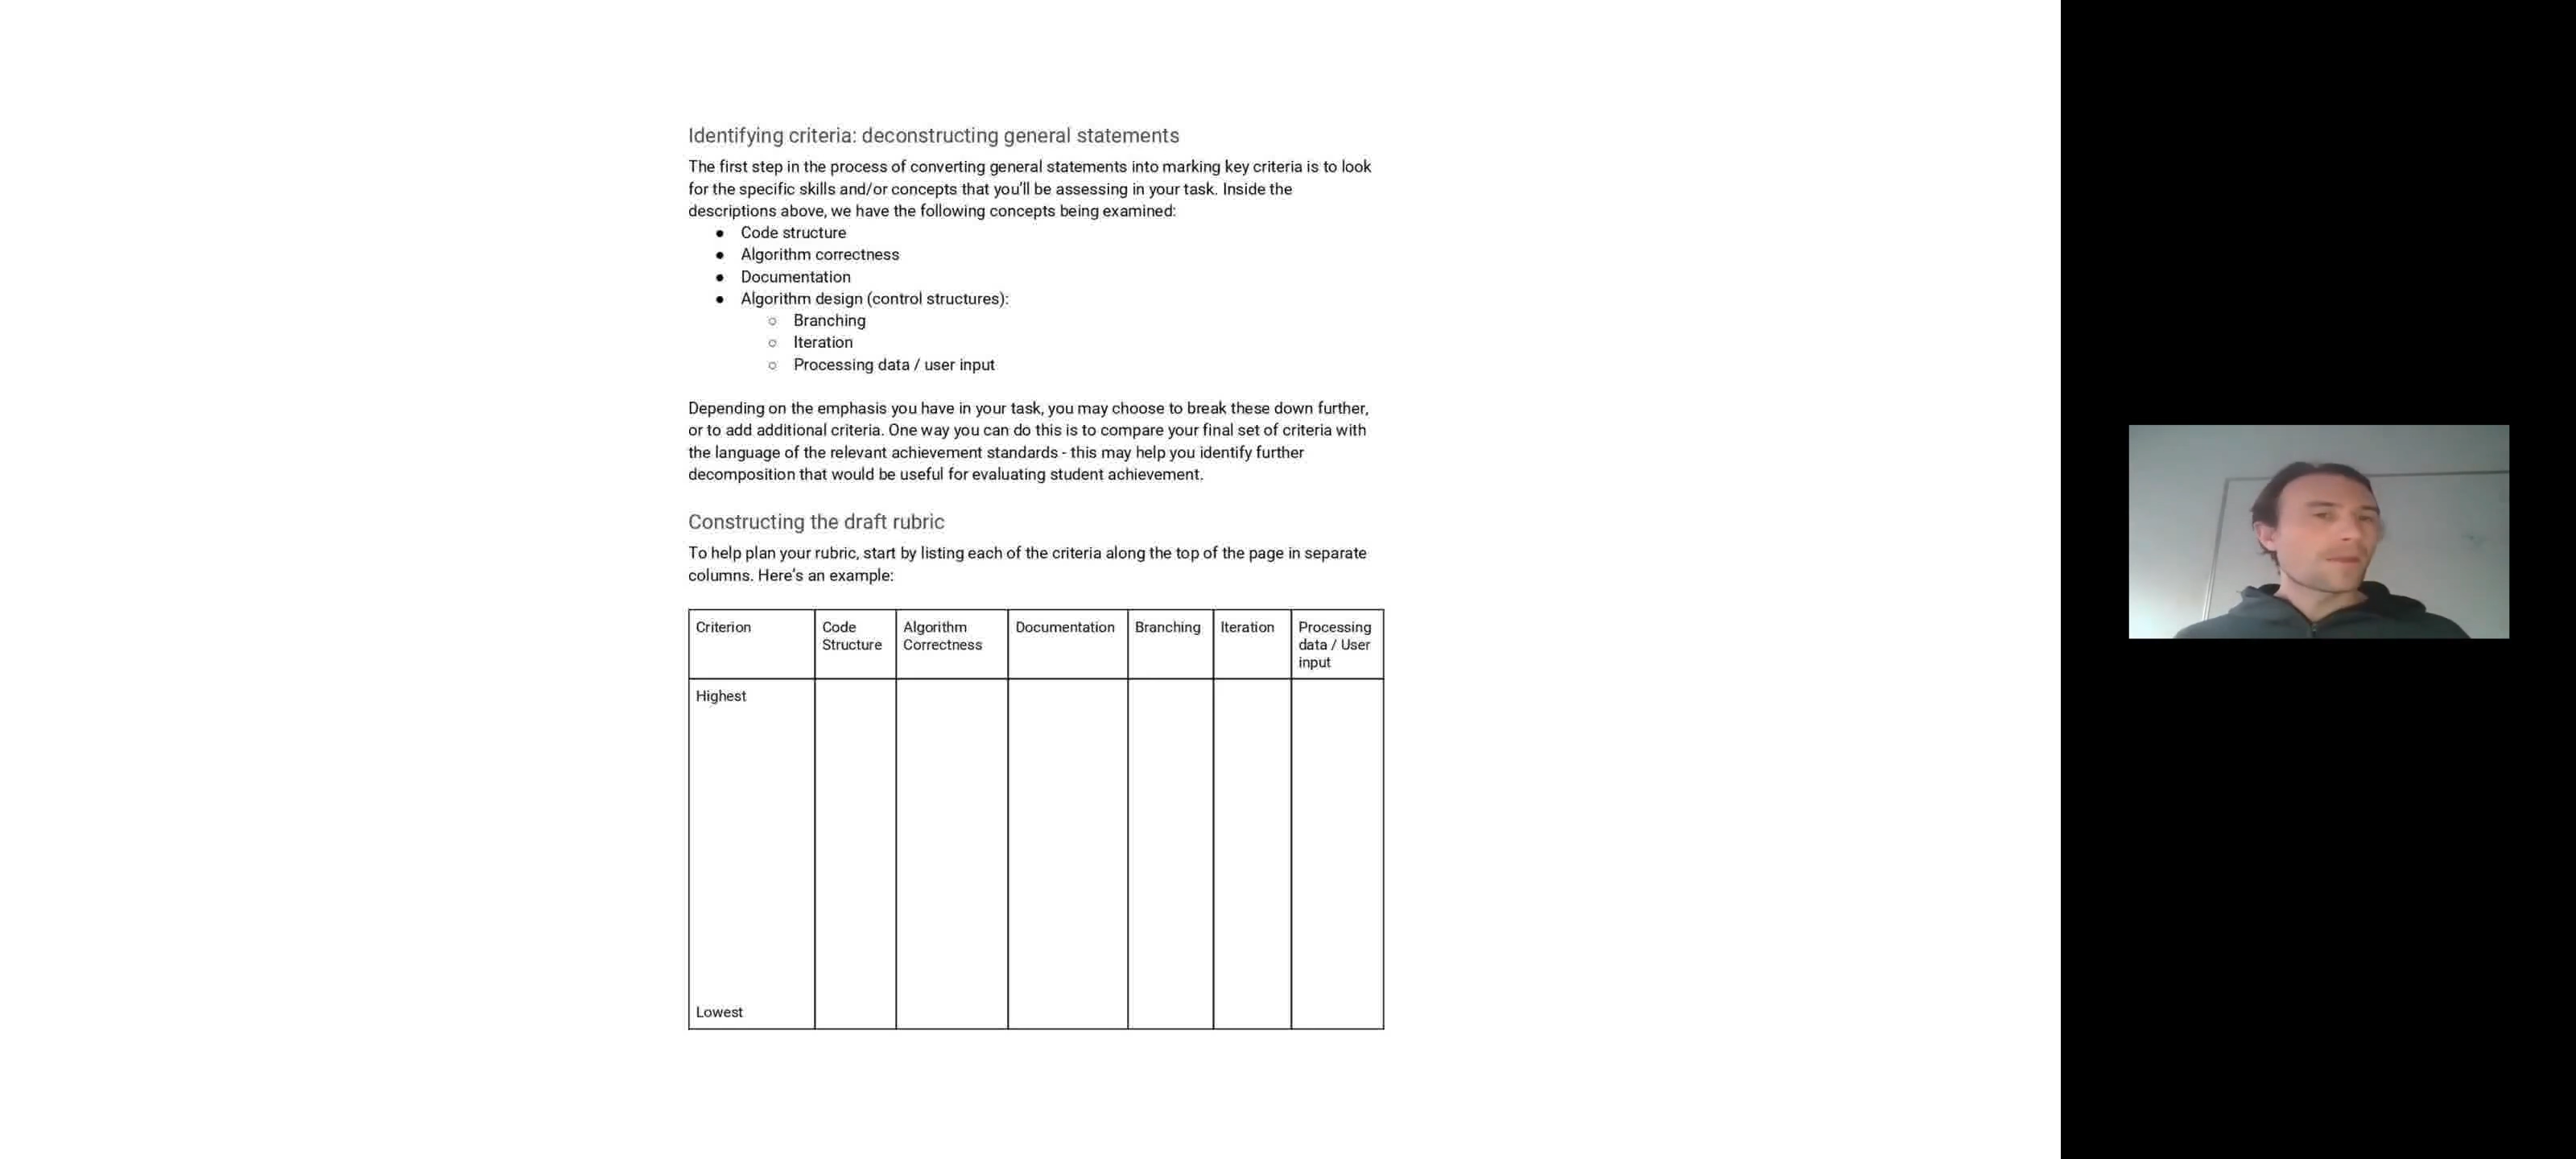 Identifying criteria: deconstructing general statements
The first step in the process of converting general statements into marking key criteria is to look
for the specific skills and/or concepts that you'll be assessing in your task. Inside the
descriptions above, we have the following concepts being examined:
● Code structure
● Algorithm correctness
● Documentation
● Algorithm design (control structures):
○ Branching
○ Iteration
○ Processing data / user input
Depending on the emphasis you have in your task, you may choose to break these down further,
or to add additional criteria. One way you can do this is to compare your final set of criteria with
the language of the relevant achievement standards - this may help you identify further
decomposition that would be useful for evaluating student achievement.
Constructing the draft rubric
To help plan your rubric, start by listing each of the criteria along the top of the page in separate
columns. Here's an example:
Criterion
Code
Structure
Algorithm
Correctness
Documentation
Branching
Iteration
Processing
data / User
input
Highest
Lowest